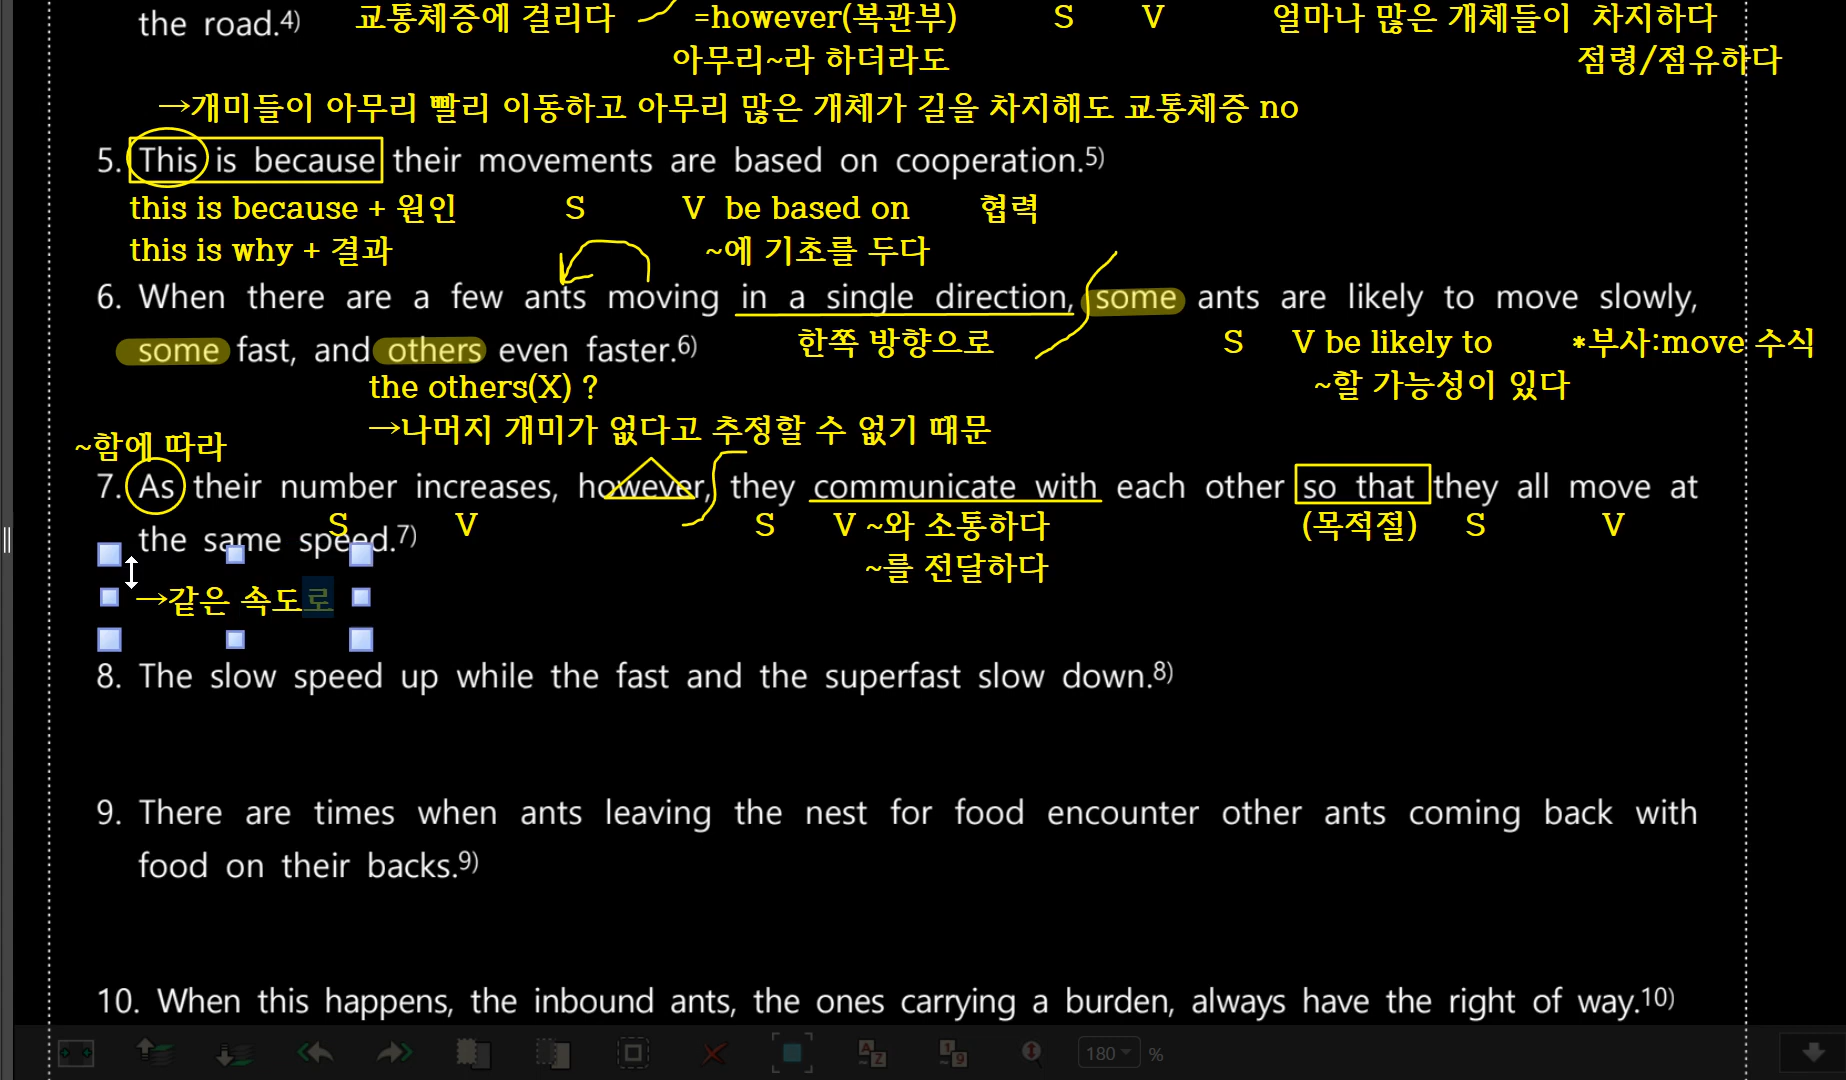 the road.4) 교통체증에 걸리다 =however(복관부) S V 얼마나 많은 개체들이 차지하다
아무리~라 하더라도 점령/점유하다
→개미들이 아무리 빨리 이동하고 아무리 많은 개체가 길을 차지해도 교통체증 no
5. This is because their movements are based on cooperation.5)
this is because + 원인 S V be based on 협력
this is why + 결과 ~에 기초를 두다
6. When there are a few ants moving in a single direction, some ants are likely to move slowly,
한쪽 방향으로 S V be likely to *부사:move 수식
some fast, and others even faster.6)
the others(X) ? ~할 가능성이 있다
→나머지 개미가 없다고 추정할 수 없기 때문
~함에 따라
7. As their number increases, however, they communicate with each other so that they all move at
S V S V ~와 소통하다 (목적절) S V
the same speed.7)
~를 전달하다
→같은 속도로
8. The slow speed up while the fast and the superfast slow down.8)
9. There are times when ants leaving the nest for food encounter other ants coming back with
food on their backs.9)
10. When this happens, the inbound ants, the ones carrying a burden, always have the right of way.10)
180 %